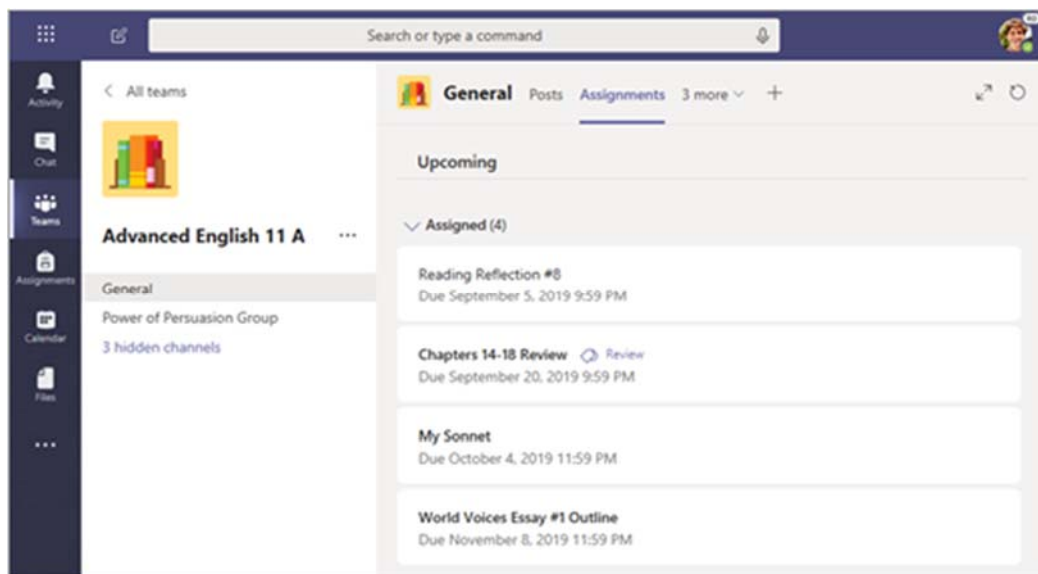 Search or type a command
Activity
Chat
Teams
Assignments
Calendar
Files
All teams
Advanced English 11 A
General
Power of Persuasion Group
3 hidden channels
General Posts Assignments 3 more
Upcoming
Assigned (4)
Reading Reflection #8
Due September 5, 2019 9:59 PM
Chapters 14-18 Review Review
Due September 20, 2019 9:59 PM
My Sonnet
Due October 4, 2019 11:59 PM
World Voices Essay #1 Outline
Due November 8, 2019 11:59 PM